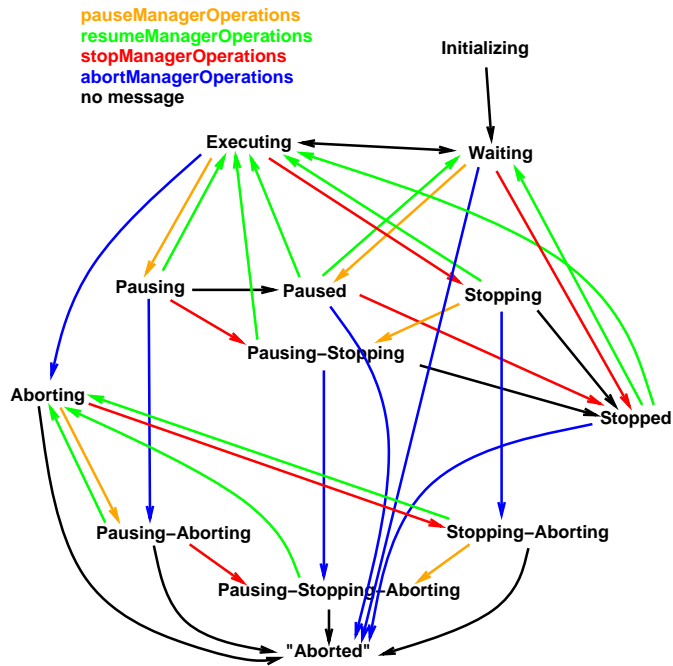 pauseManagerOperations
resumeManagerOperations
stopManagerOperations
abortManagerOperations
no message
Initializing
Executing
Waiting
Pausing
Paused
Stopping
Pausing–Stopping
Aborting
Stopped
Pausing–Aborting
Stopping–Aborting
Pausing–Stopping–Aborting
"Aborted"